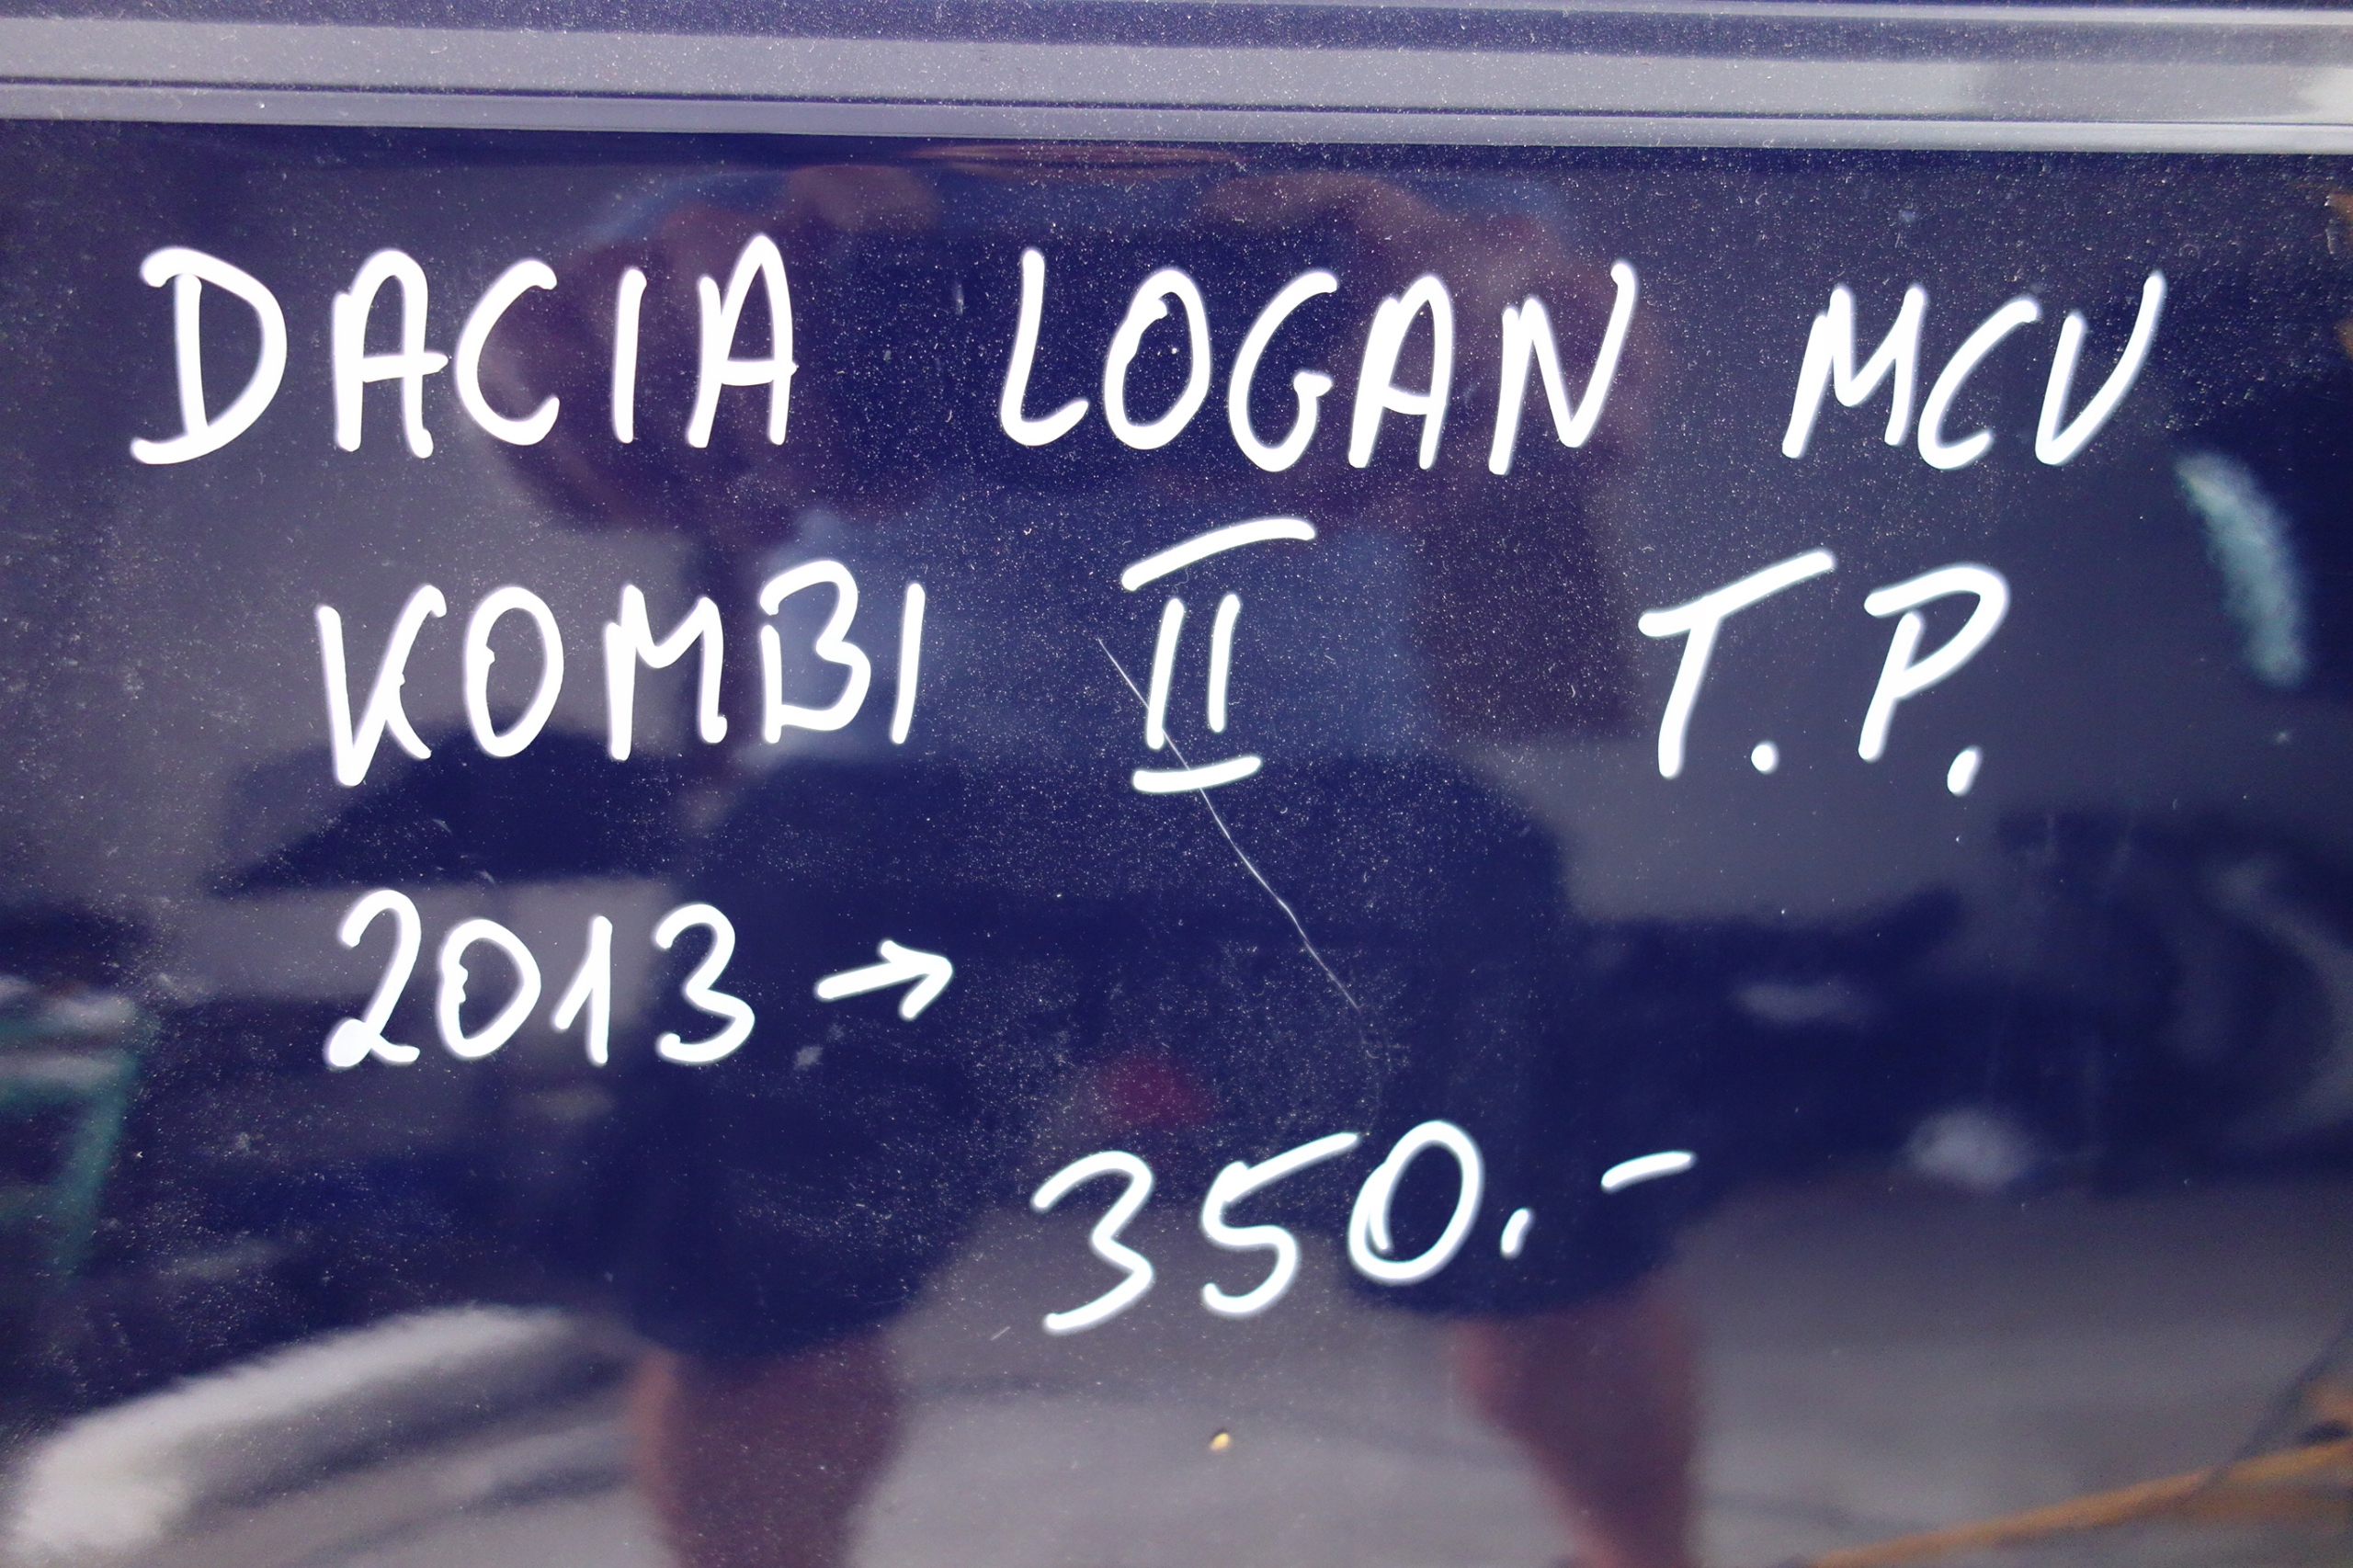 DACIA LOGAN MCV
KOMBI II T.P.
2013 →
350.-